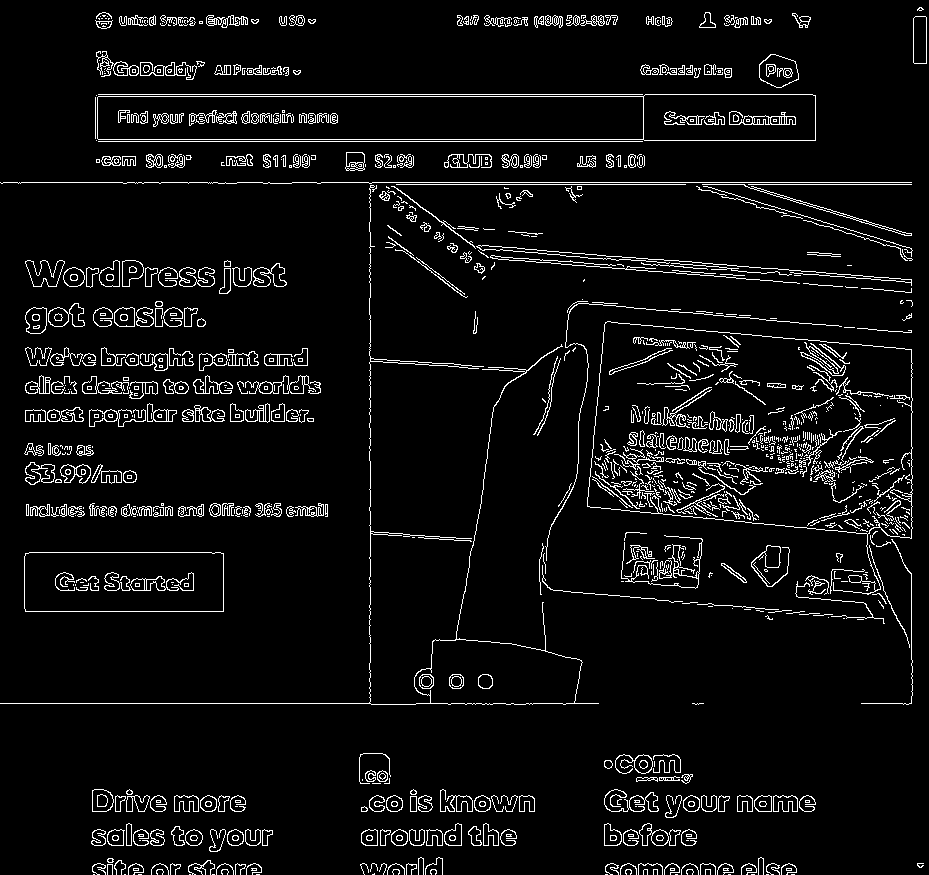 United States - English USD 24/7 Support (480) 505-8877 Help Sign In
GoDaddy™ All Products GoDaddy Blog Pro
Find your perfect domain name Search Domain
.com $0.99* .net $11.99* .co $2.99 .CLUB $0.99* .us $1.00
WordPress just
got easier.
We've brought point and
click design to the world's
most popular site builder.
As low as
$3.99/mo
Includes free domain and Office 365 email!
Get Started
Make a bold
statement—
.co
.com
Drive more
sales to your
site or store
.co is known
around the
world
Get your name
before
someone else